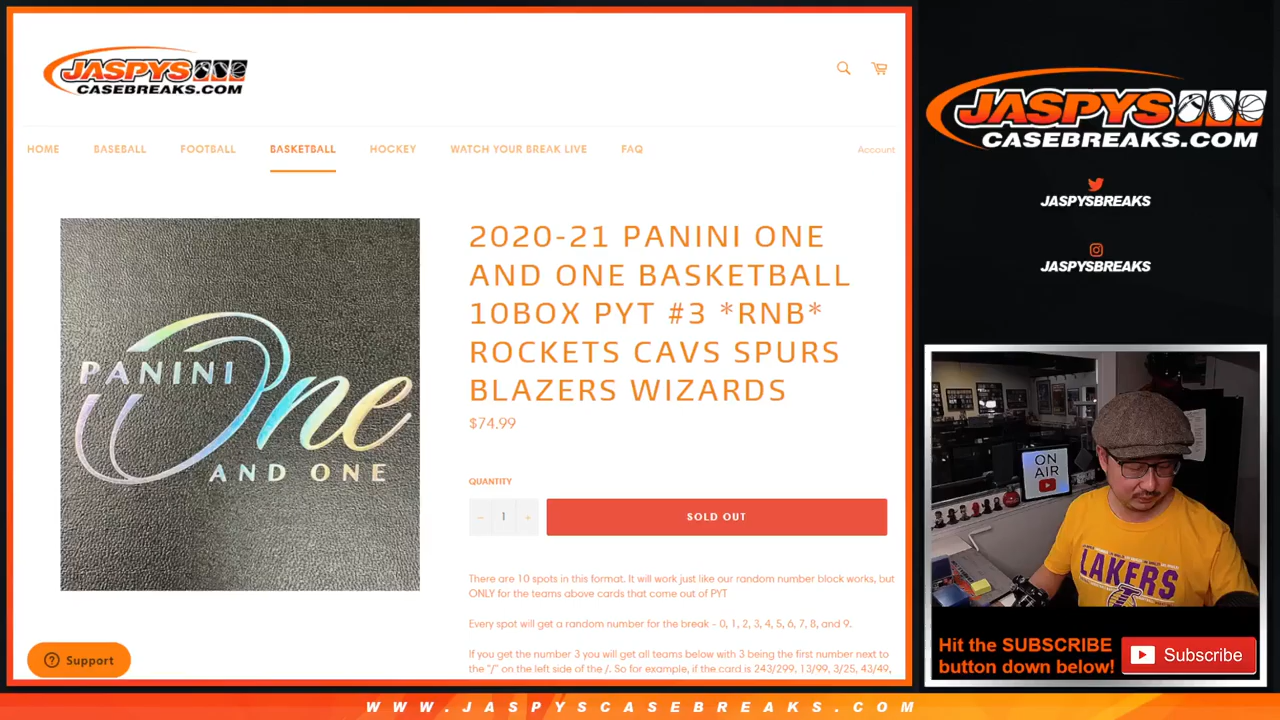 JASPYS
CASEBREAKS.COM
HOME
BASEBALL
FOOTBALL
BASKETBALL
HOCKEY
WATCH YOUR BREAK LIVE
FAQ
Account
PANINI
One
AND ONE
2020-21 PANINI ONE
AND ONE BASKETBALL
10BOX PYT #3 *RNB*
ROCKETS CAVS SPURS
BLAZERS WIZARDS
$74.99
QUANTITY
− 1 +
SOLD OUT
There are 10 spots in this format. It will work just like our random number block works, but
ONLY for the teams above cards that come out of PYT
Every spot will get a random number for the break - 0, 1, 2, 3, 4, 5, 6, 7, 8, and 9.
If you get the number 3 you will get all teams below with 3 being the first number next to
the "/" on the left side of the /. So for example, if the card is 243/299, 13/99, 3/25, 43/49,
Support
JASPYS
CASEBREAKS.COM
JASPYSBREAKS
JASPYSBREAKS
ON
AIR
LAKERS
Hit the SUBSCRIBE
button down below!
Subscribe
WWW.JASPYSCASEBREAKS.COM